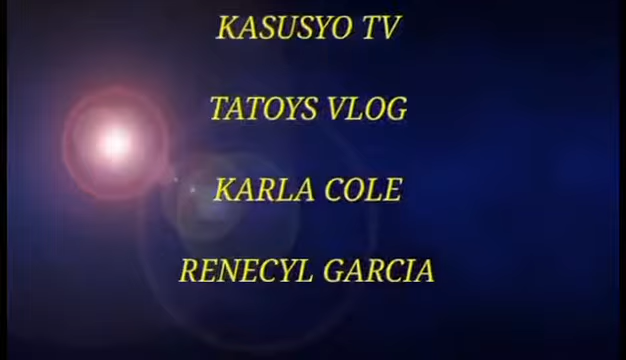 KASUSYO TV
TATOYS VLOG
KARLA COLE
RENECYL GARCIA